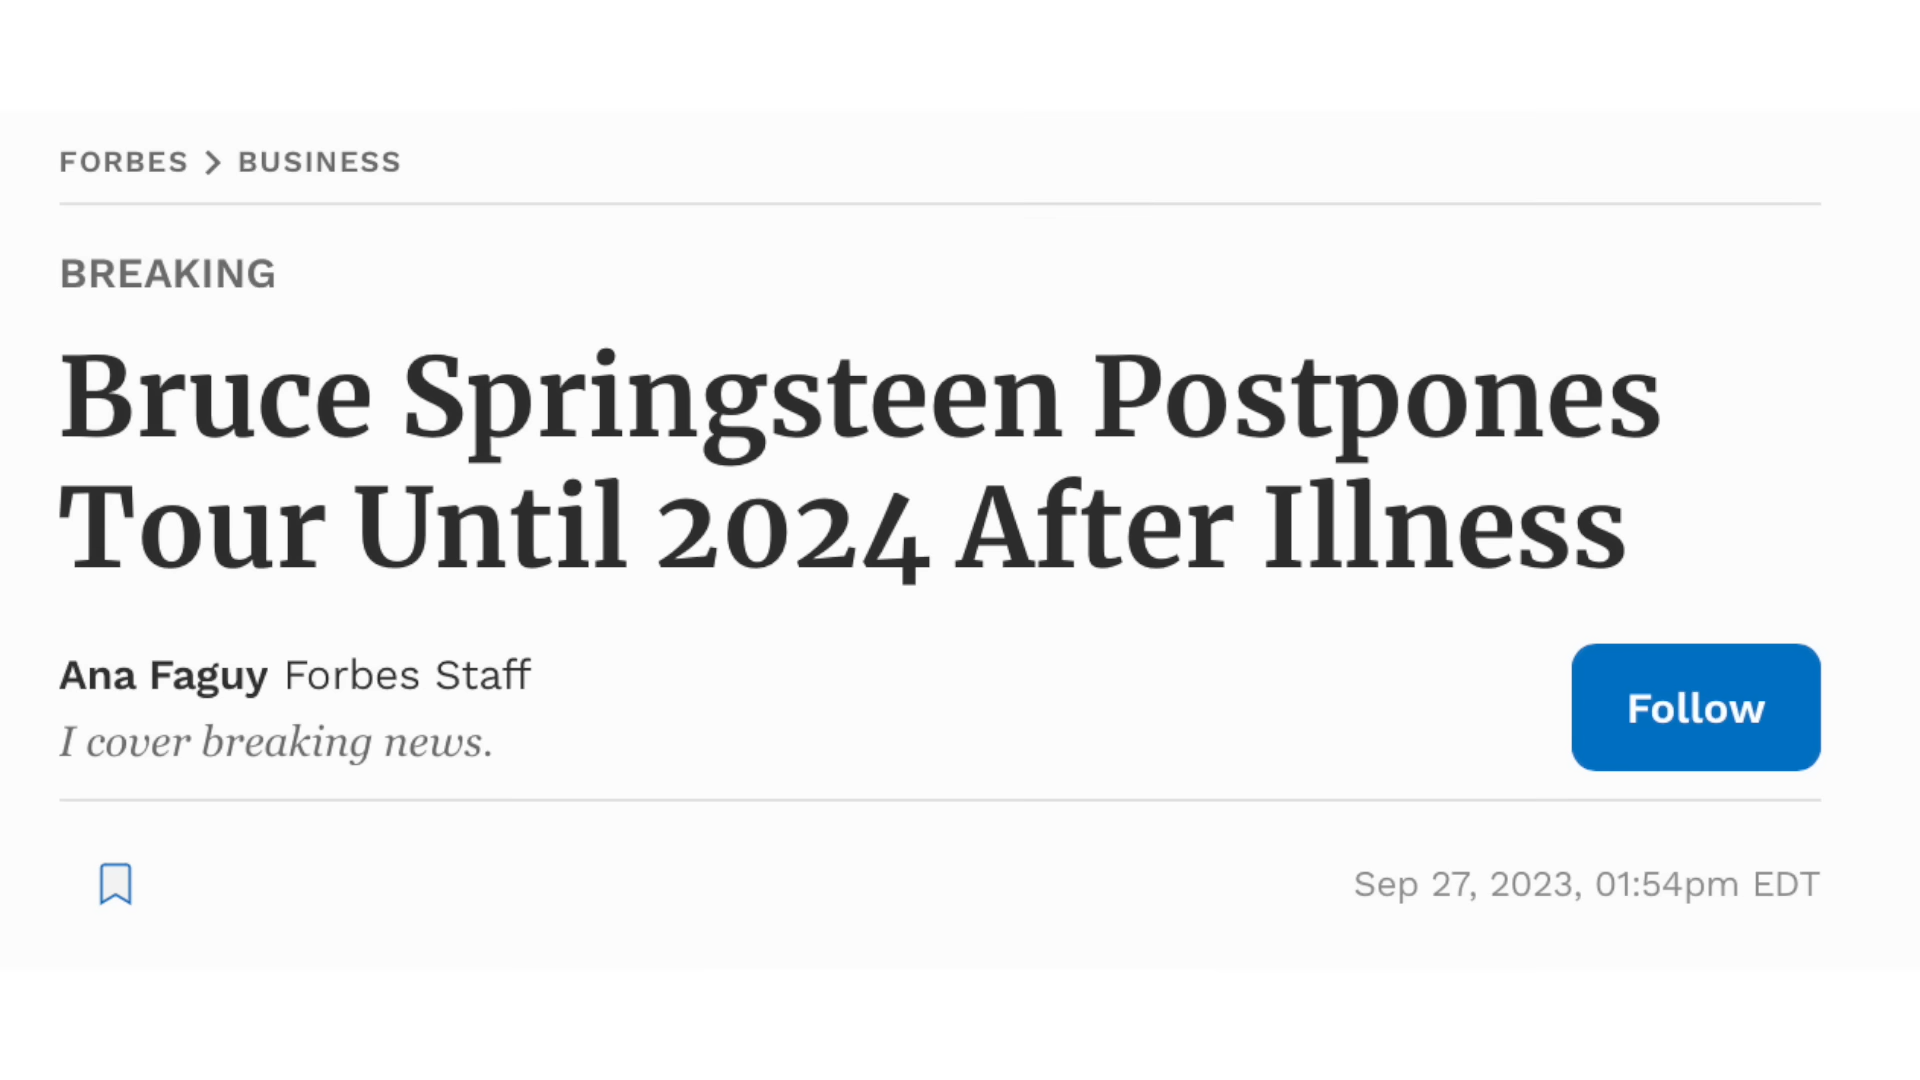 FORBES > BUSINESS
BREAKING
Bruce Springsteen Postpones
Tour Until 2024 After Illness
Ana Faguy Forbes Staff
I cover breaking news.
Follow
Sep 27, 2023, 01:54pm EDT